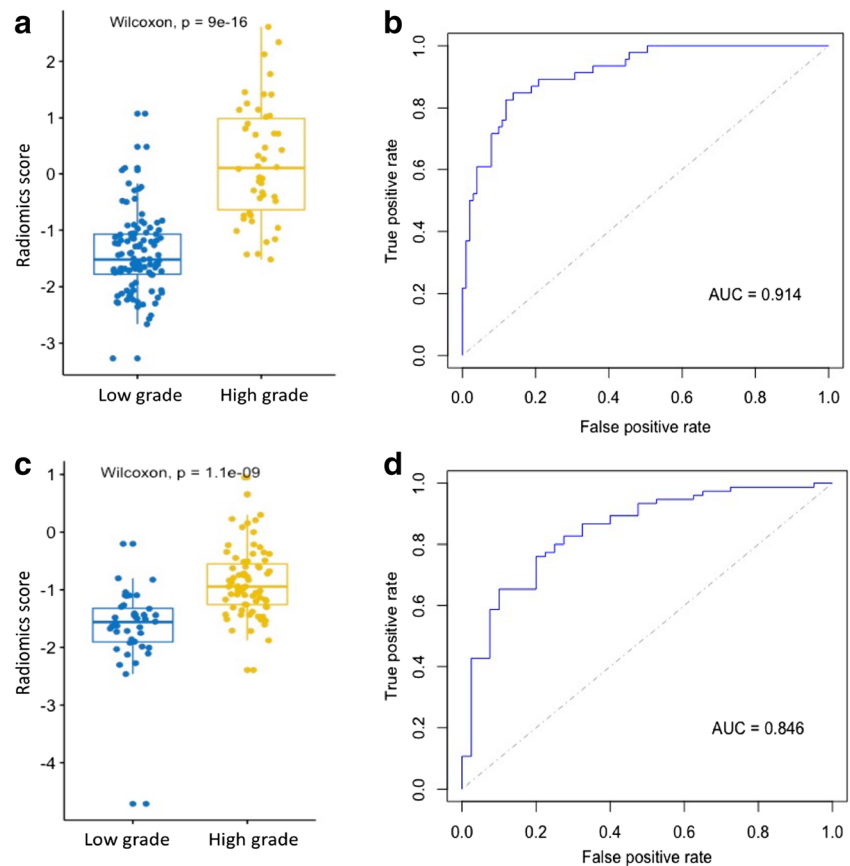 a
Wilcoxon, p = 9e-16
Radiomics score
2
1
0
-1
-2
-3
Low grade
High grade
b
True positive rate
1.0
0.8
0.6
0.4
0.2
0.0
AUC = 0.914
0.0 0.2 0.4 0.6 0.8 1.0
False positive rate
c
Wilcoxon, p = 1.1e-09
Radiomics score
1
0
-1
-2
-3
-4
Low grade
High grade
d
True positive rate
1.0
0.8
0.6
0.4
0.2
0.0
AUC = 0.846
0.0 0.2 0.4 0.6 0.8 1.0
False positive rate